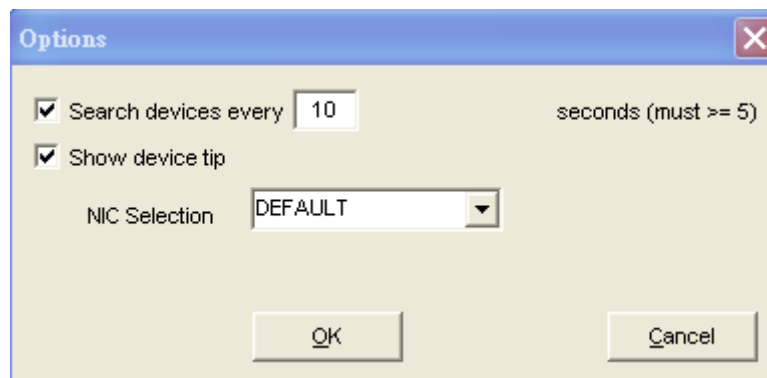 Options
Search devices every 10 seconds (must >= 5)
Show device tip
NIC Selection DEFAULT
OK Cancel